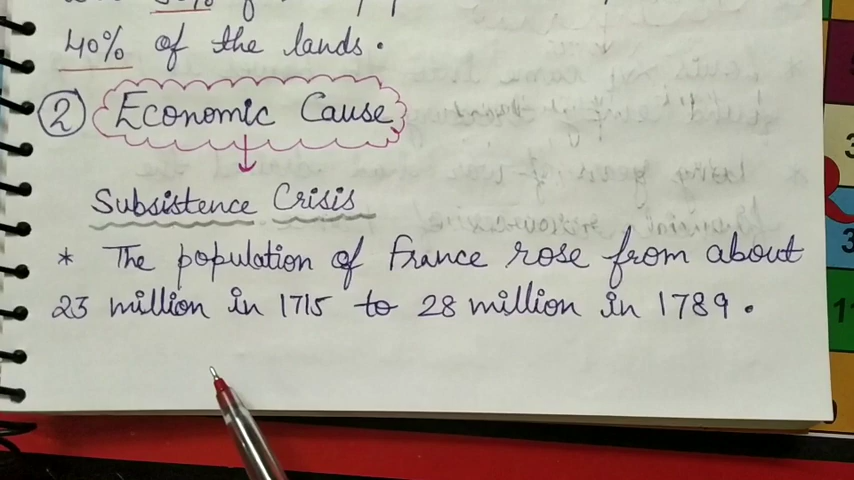 40% of the lands.
2 Economic Cause
Subsistence Crisis
* The population of France rose from about
23 million in 1715 to 28 million in 1789.